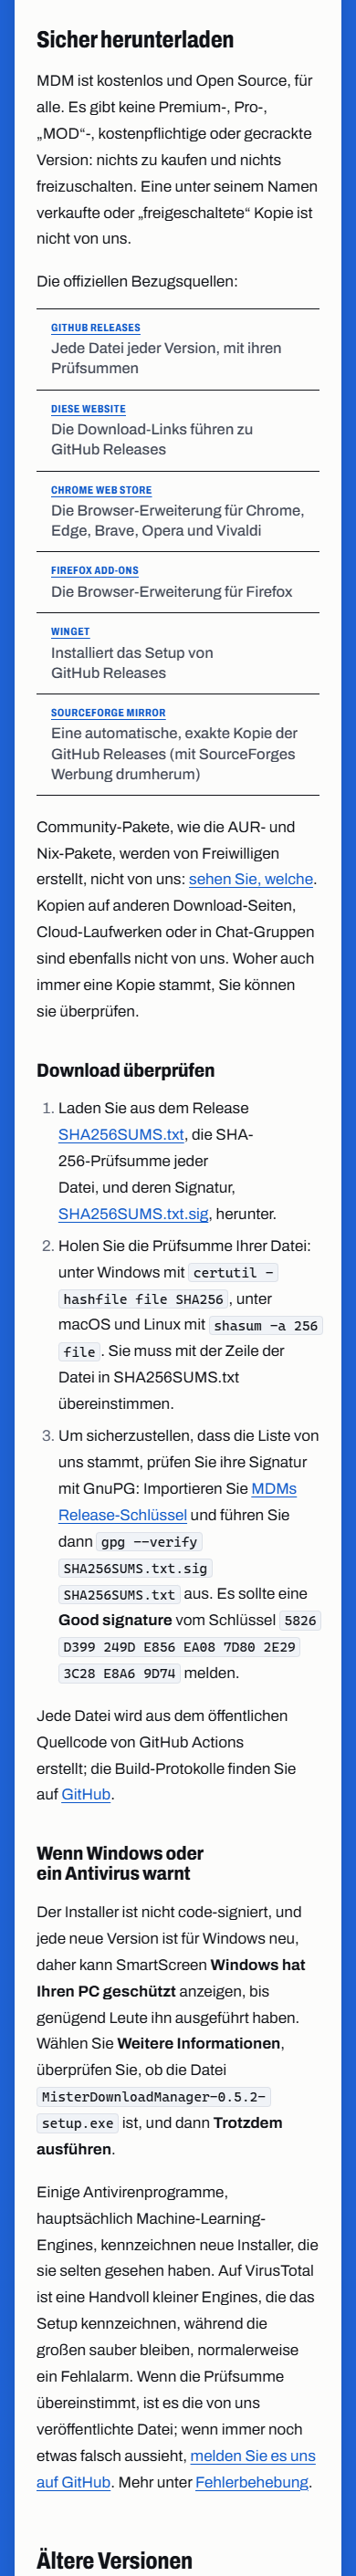 Sicher herunterladen
MDM ist kostenlos und Open Source, für
alle. Es gibt keine Premium-, Pro-,
„MOD“-, kostenpflichtige oder gecrackte
Version: nichts zu kaufen und nichts
freizuschalten. Eine unter seinem Namen
verkaufte oder „freigeschaltete“ Kopie ist
nicht von uns.
Die offiziellen Bezugsquellen:
GITHUB RELEASES
Jede Datei jeder Version, mit ihren
Prüfsummen
DIESE WEBSITE
Die Download-Links führen zu
GitHub Releases
CHROME WEB STORE
Die Browser-Erweiterung für Chrome,
Edge, Brave, Opera und Vivaldi
FIREFOX ADD-ONS
Die Browser-Erweiterung für Firefox
WINGET
Installiert das Setup von
GitHub Releases
SOURCEFORGE MIRROR
Eine automatische, exakte Kopie der
GitHub Releases (mit SourceForges
Werbung drumherum)
Community-Pakete, wie die AUR- und
Nix-Pakete, werden von Freiwilligen
erstellt, nicht von uns: sehen Sie, welche.
Kopien auf anderen Download-Seiten,
Cloud-Laufwerken oder in Chat-Gruppen
sind ebenfalls nicht von uns. Woher auch
immer eine Kopie stammt, Sie können
sie überprüfen.
Download überprüfen
1. Laden Sie aus dem Release
SHA256SUMS.txt, die SHA-
256-Prüfsumme jeder
Datei, und deren Signatur,
SHA256SUMS.txt.sig, herunter.
2. Holen Sie die Prüfsumme Ihrer Datei:
unter Windows mit certutil -
hashfile file SHA256, unter
macOS und Linux mit shasum -a 256
file. Sie muss mit der Zeile der
Datei in SHA256SUMS.txt
übereinstimmen.
3. Um sicherzustellen, dass die Liste von
uns stammt, prüfen Sie ihre Signatur
mit GnuPG: Importieren Sie MDMs
Release-Schlüssel und führen Sie
dann gpg --verify
SHA256SUMS.txt.sig
SHA256SUMS.txt aus. Es sollte eine
Good signature vom Schlüssel 5826
D399 249D E856 EA08 7D80 2E29
3C28 E8A6 9D74 melden.
Jede Datei wird aus dem öffentlichen
Quellcode von GitHub Actions
erstellt; die Build-Protokolle finden Sie
auf GitHub.
Wenn Windows oder
ein Antivirus warnt
Der Installer ist nicht code-signiert, und
jede neue Version ist für Windows neu,
daher kann SmartScreen Windows hat
Ihren PC geschützt anzeigen, bis
genügend Leute ihn ausgeführt haben.
Wählen Sie Weitere Informationen,
überprüfen Sie, ob die Datei
MisterDownloadManager-0.5.2-
setup.exe ist, und dann Trotzdem
ausführen.
Einige Antivirenprogramme,
hauptsächlich Machine-Learning-
Engines, kennzeichnen neue Installer, die
sie selten gesehen haben. Auf VirusTotal
ist eine Handvoll kleiner Engines, die das
Setup kennzeichnen, während die
großen sauber bleiben, normalerweise
ein Fehlalarm. Wenn die Prüfsumme
übereinstimmt, ist es die von uns
veröffentlichte Datei; wenn immer noch
etwas falsch aussieht, melden Sie es uns
auf GitHub. Mehr unter Fehlerbehebung.
Ältere Versionen